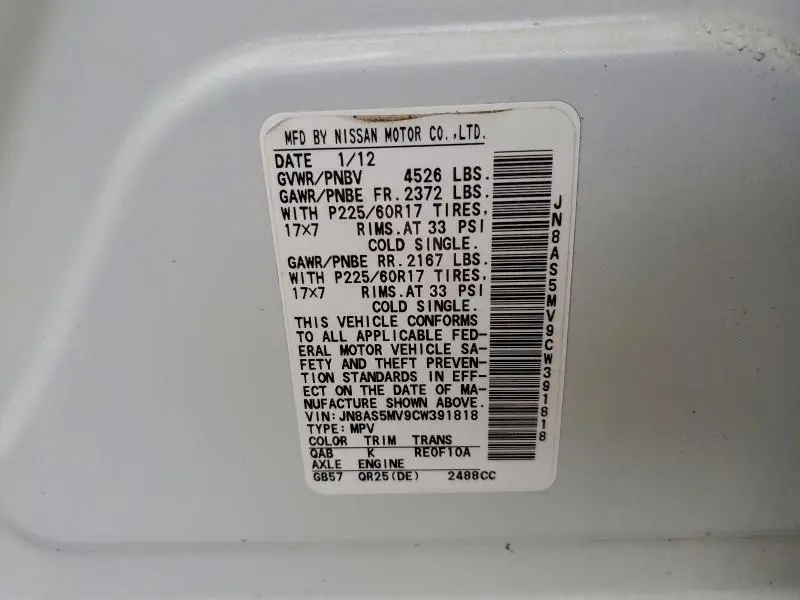 MFD BY NISSAN MOTOR CO.,LTD.
DATE 1/12
GVWR/PNBV 4526 LBS.
GAWR/PNBE FR.2372 LBS.
WITH P225/60R17 TIRES,
17×7 RIMS.AT 33 PSI
COLD SINGLE.
GAWR/PNBE RR.2167 LBS.
WITH P225/60R17 TIRES,
17×7 RIMS.AT 33 PSI
COLD SINGLE.
THIS VEHICLE CONFORMS
TO ALL APPLICABLE FED-
ERAL MOTOR VEHICLE SA-
FETY AND THEFT PREVEN-
TION STANDARDS IN EFF-
ECT ON THE DATE OF MA-
NUFACTURE SHOWN ABOVE.
VIN:JN8AS5MV9CW391818
TYPE:MPV
COLOR TRIM TRANS
QAB K RE0F10A
AXLE ENGINE
GB57 QR25(DE) 2488CC
JN8AS5MV9CW391818